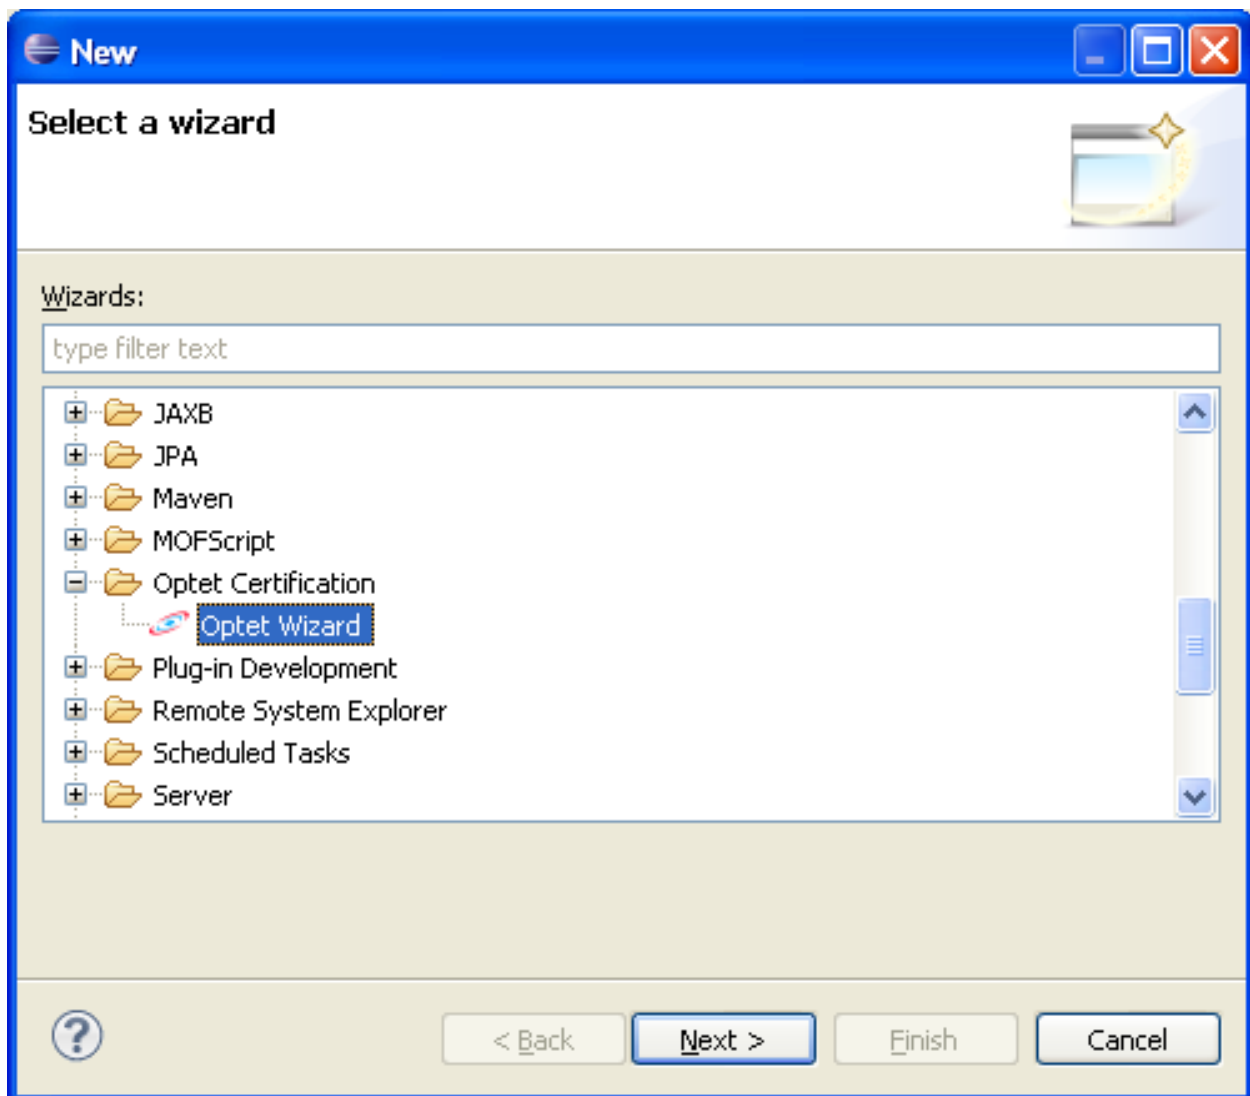 New
Select a wizard
Wizards:
type filter text
JAXB
JPA
Maven
MOFScript
Optet Certification
Optet Wizard
Plug-in Development
Remote System Explorer
Scheduled Tasks
Server
?
< Back Next > Finish Cancel